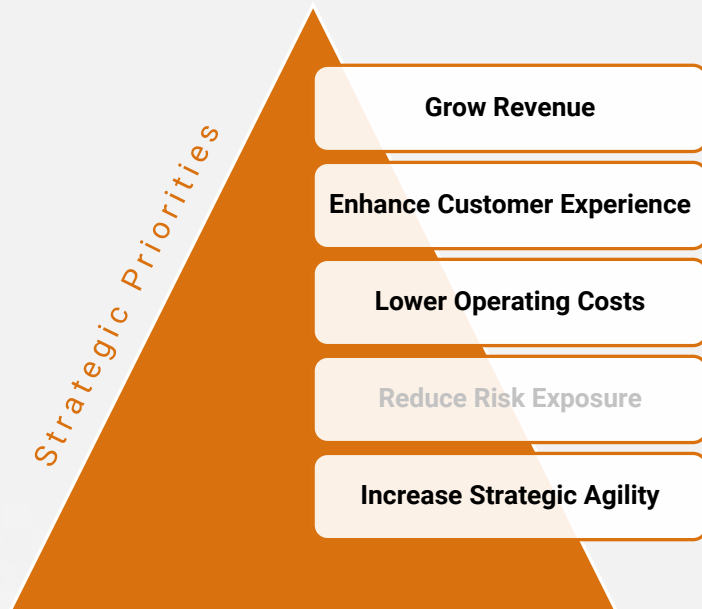 Strategic Priorities
Grow Revenue
Enhance Customer Experience
Lower Operating Costs
Reduce Risk Exposure
Increase Strategic Agility